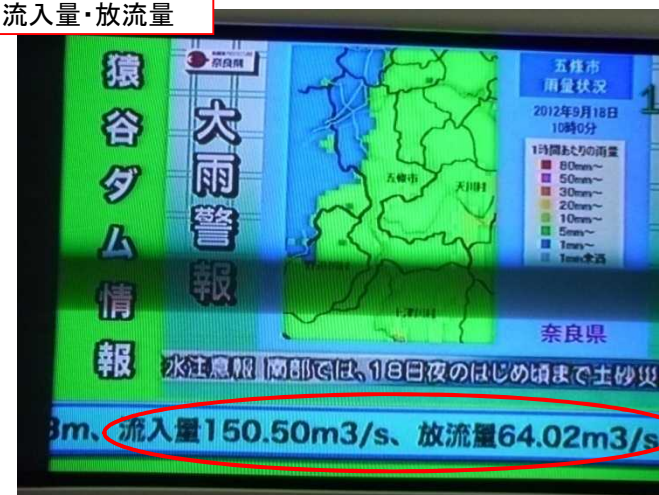 流入量・放流量
猿谷ダム情報
大雨警報
奈良県
五條市
雨量状況
2012年9月18日
10時0分
1時間あたりの雨量
80mm~
50mm~
30mm~
20mm~
10mm~
5mm~
1mm~
1mm未満
五條市
天川村
十津川村
奈良県
水注意報 南部では、18日夜のはじめ頃まで土砂災
3m、流入量150.50m3/s、放流量64.02m3/s